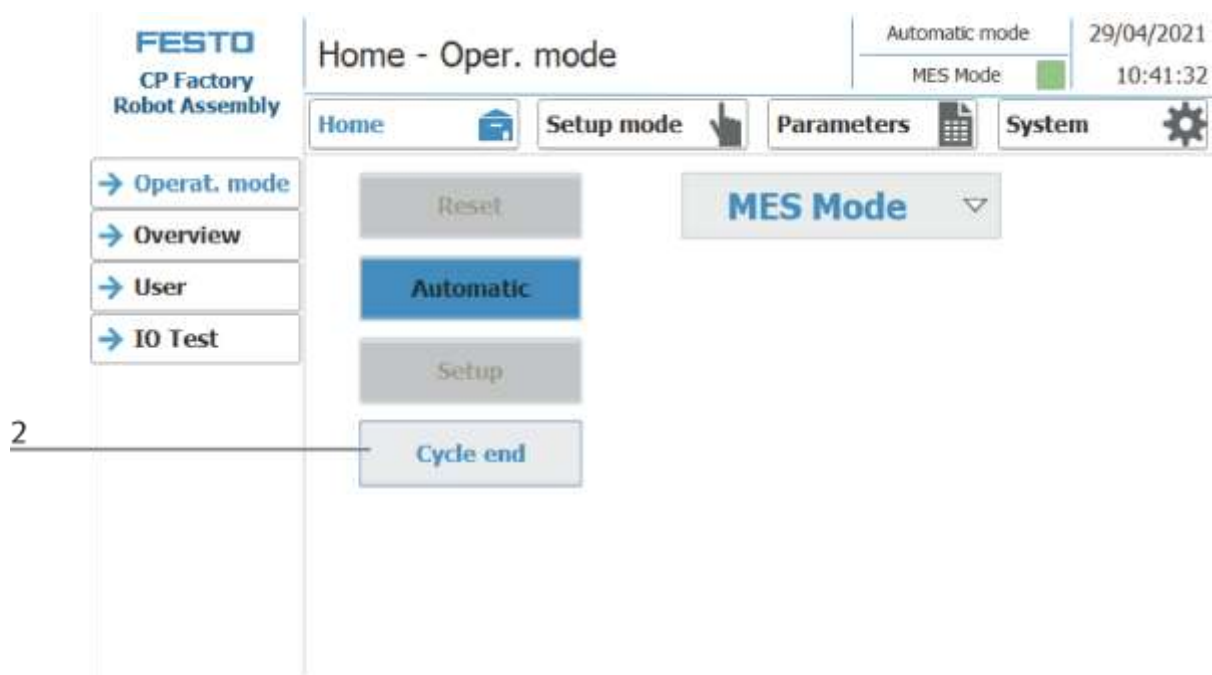 FESTO
CP Factory
Robot Assembly
Home - Oper. mode
Automatic mode
MES Mode
29/04/2021
10:41:32
Home
Setup mode
Parameters
System
Operat. mode
Overview
User
IO Test
Reset
Automatic
Setup
Cycle end
MES Mode
2